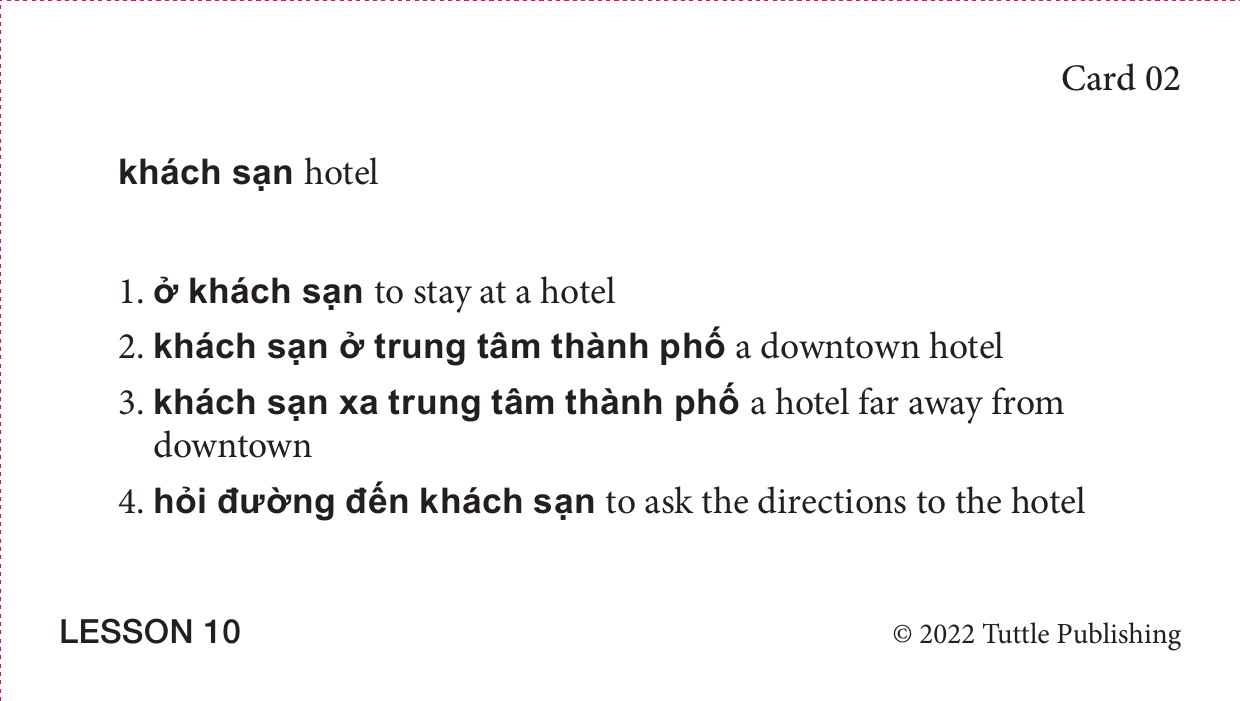 Card 02
khách sạn hotel
1. ở khách sạn to stay at a hotel
2. khách sạn ở trung tâm thành phố a downtown hotel
3. khách sạn xa trung tâm thành phố a hotel far away from
downtown
4. hỏi đường đến khách sạn to ask the directions to the hotel
LESSON 10
© 2022 Tuttle Publishing